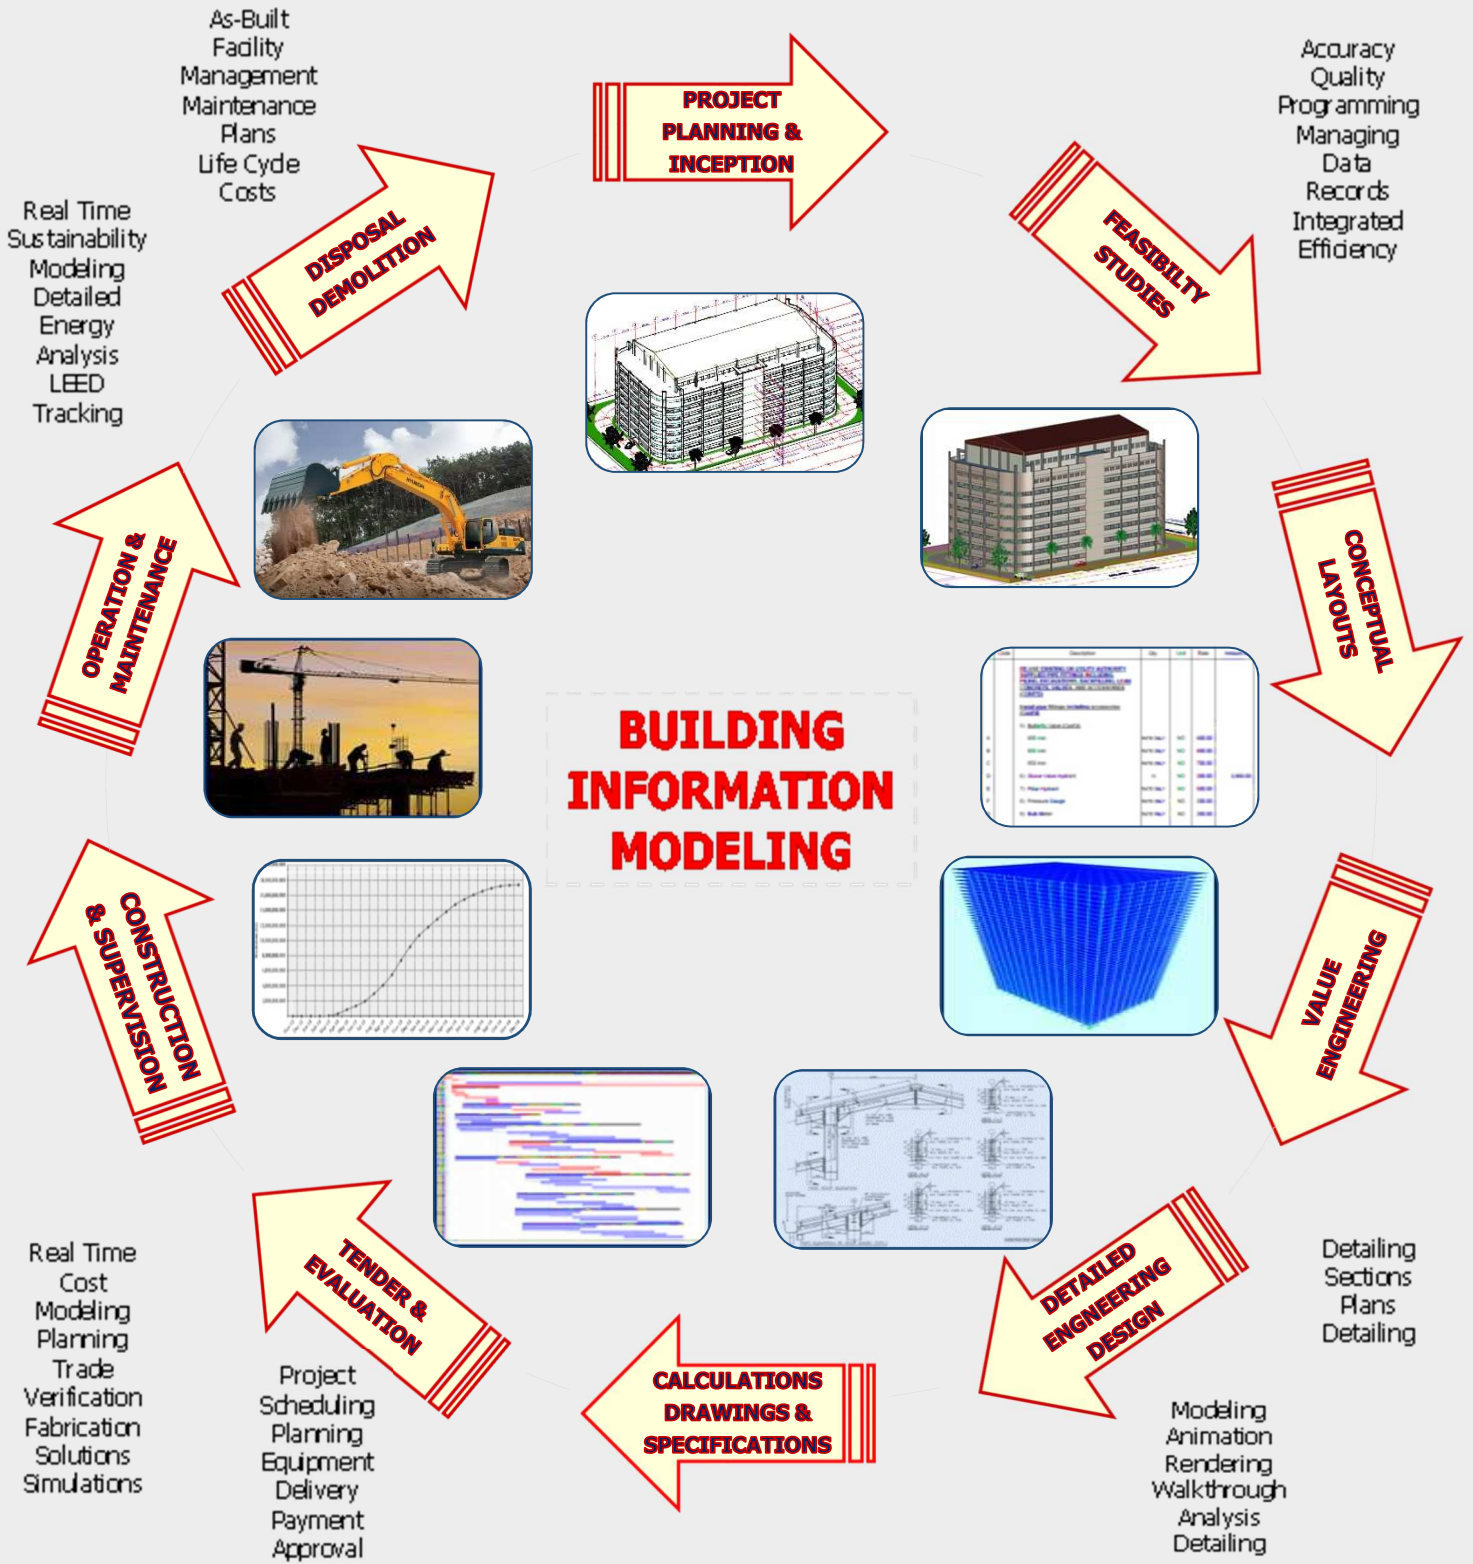 As-Built
Facility
Management
Maintenance
Plans
Life Cycle
Costs
Accuracy
Quality
Programming
Managing
Data
Records
Integrated
Efficiency
Real Time
Sustainability
Modeling
Detailed
Energy
Analysis
LEED
Tracking
PROJECT
PLANNING &
INCEPTION
FEASIBILTY
STUDIES
CONCEPTUAL
LAYOUTS
VALUE
ENGINEERING
DETAILED
ENGNEERING
DESIGN
CALCULATIONS
DRAWINGS &
SPECIFICATIONS
TENDER &
EVALUATION
CONSTRUCTION
& SUPERVISION
OPERATION &
MAINTENANCE
DISPOSAL
DEMOLITION
BUILDING
INFORMATION
MODELING
Description
Detailing
Sections
Plans
Detailing
Modeling
Animation
Rendering
Walkthrough
Analysis
Detailing
Project
Scheduling
Planning
Equipment
Delivery
Payment
Approval
Real Time
Cost
Modeling
Planning
Trade
Verification
Fabrication
Solutions
Simulations